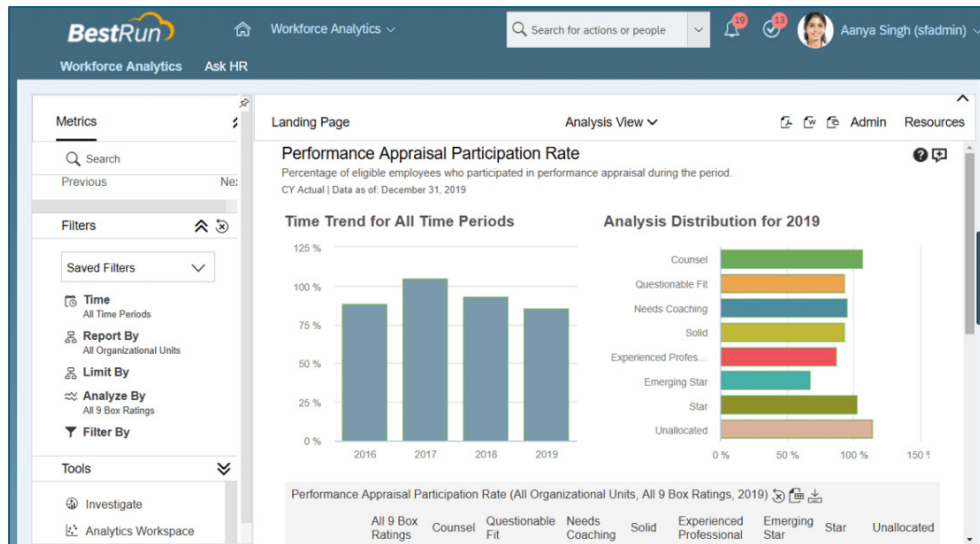 BestRun
Workforce Analytics
Search for actions or people
19
13
Aanya Singh (sfadmin)
Workforce Analytics
Ask HR
Metrics
Search
Previous
Filters
Saved Filters
Time
All Time Periods
Report By
All Organizational Units
Limit By
Analyze By
All 9 Box Ratings
Filter By
Tools
Investigate
Analytics Workspace
Landing Page
Analysis View
Admin
Resources
Performance Appraisal Participation Rate
Percentage of eligible employees who participated in performance appraisal during the period.
CY Actual | Data as of: December 31, 2019
Time Trend for All Time Periods
125 %
100 %
75 %
50 %
25 %
0 %
2016 2017 2018 2019
Analysis Distribution for 2019
Counsel
Questionable Fit
Needs Coaching
Solid
Experienced Profes...
Emerging Star
Star
Unallocated
0 % 50 % 100 % 150
Performance Appraisal Participation Rate (All Organizational Units, All 9 Box Ratings, 2019)
All 9 Box Ratings
Counsel
Questionable Fit
Needs Coaching
Solid
Experienced Professional
Emerging Star
Star
Unallocated